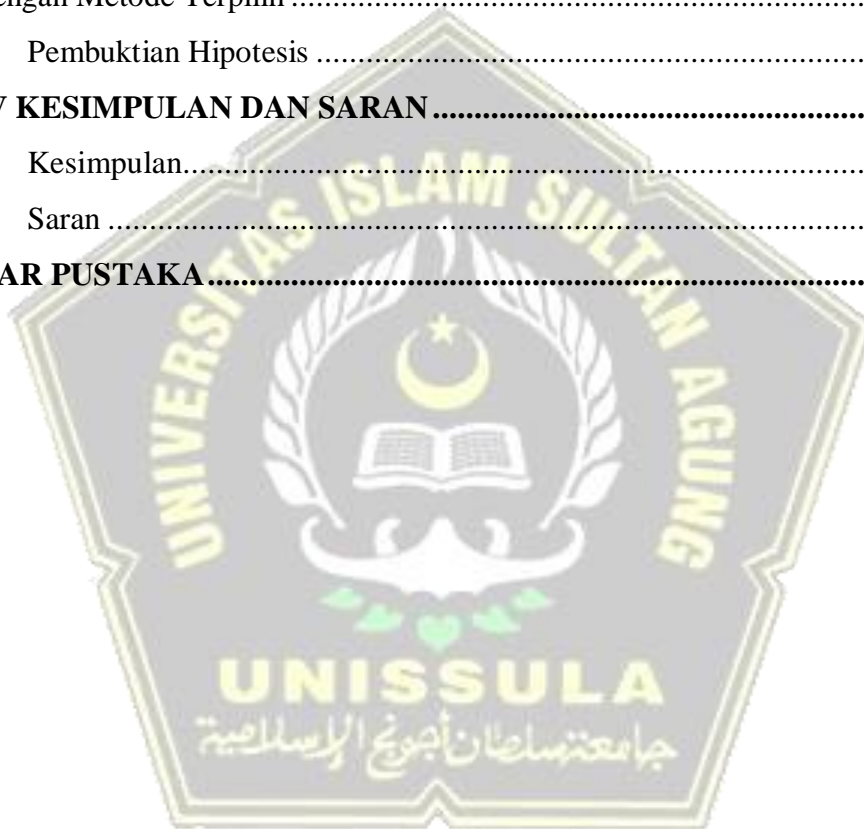 engan Metode Terpilih ........................................................................
Pembuktian Hipotesis .....................................................................
V KESIMPULAN DAN SARAN ......................................................
Kesimpulan.....................................................................................
Saran ...............................................................................................
AR PUSTAKA..................................................................................
UNIVERSITAS ISLAM SULTAN AGUNG
UNISSULA
جامعة سلطان أجونج الإسلامية